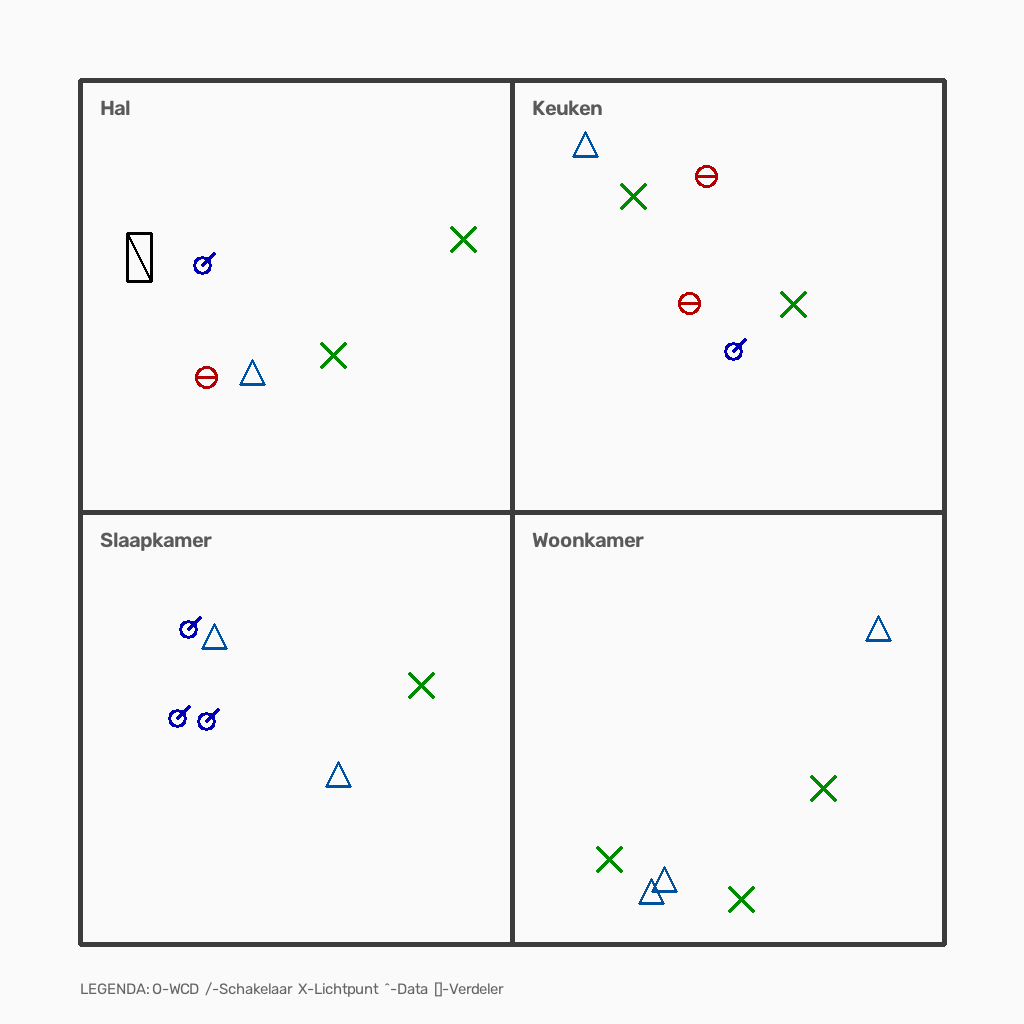 Hal
Keuken
Slaapkamer
Woonkamer
LEGENDA: O-WCD /-Schakelaar X-Lichtpunt ^-Data []-Verdeler